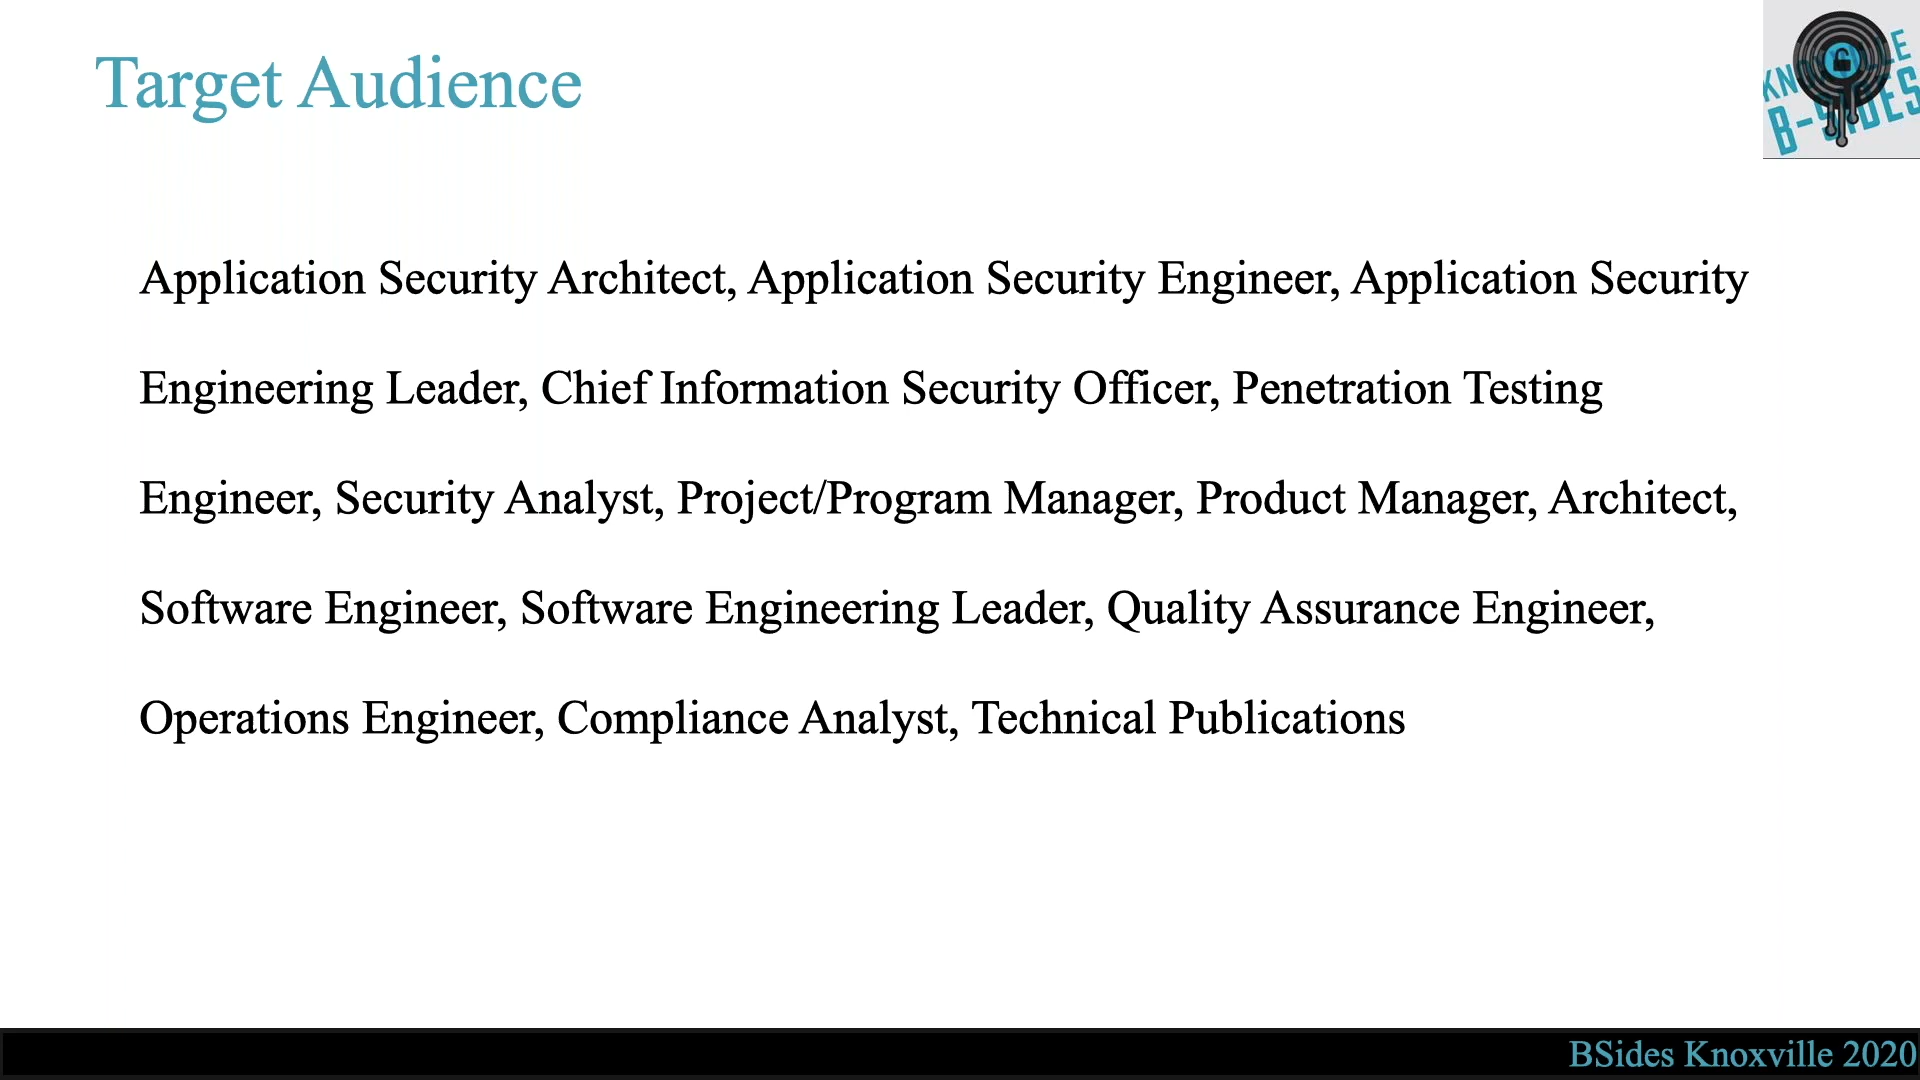 Target Audience
Application Security Architect, Application Security Engineer, Application Security
Engineering Leader, Chief Information Security Officer, Penetration Testing
Engineer, Security Analyst, Project/Program Manager, Product Manager, Architect,
Software Engineer, Software Engineering Leader, Quality Assurance Engineer,
Operations Engineer, Compliance Analyst, Technical Publications
BSides Knoxville 2020